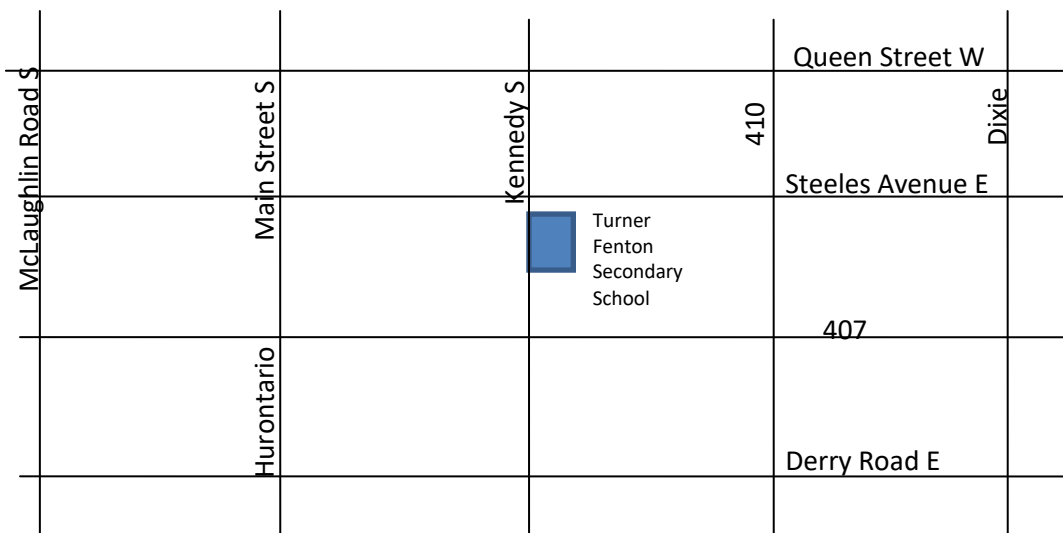 Queen Street W
McLaughlin Road S
Main Street S
Kennedy S
410
Dixie
Steeles Avenue E
Turner
Fenton
Secondary
School
407
Hurontario
Derry Road E